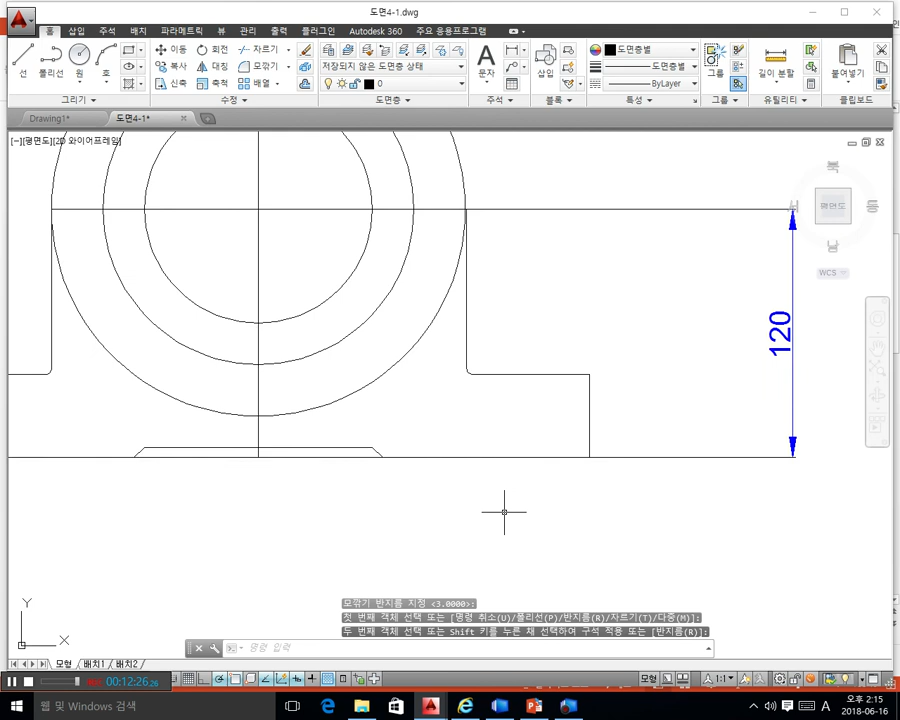 도면4-1.dwg
홈 삽입 주석 배치 파라메트릭 뷰 관리 출력 플러그인 Autodesk 360 주요 응용프로그램
선 폴리선 원 호
이동 회전 자르기
복사 대칭 모깎기
신축 축척 배열
저장되지 않은 도면층 상태
0
문자
삽입
도면층별
도면층별
ByLayer
그룹
길이 분할
붙여넣기
그리기 수정 도면층 주석 블록 특성 그룹 유틸리티 클립보드
Drawing1* 도면4-1*
[−][평면도][2D 와이어프레임]
북
서 평면도 동
남
WCS
120
Y
X
모깎기 반지름 지정 <3.0000>:
첫 번째 객체 선택 또는 [명령 취소(U)/폴리선(P)/반지름(R)/자르기(T)/다중(M)]:
두 번째 객체 선택 또는 Shift 키를 누른 채 선택하여 구석 적용 또는 [반지름(R)]:
명령 입력
모형 배치1 배치2
00:12:26.26
모형 1:1
웹 및 Windows 검색
A
오후 2:15
2018-06-16